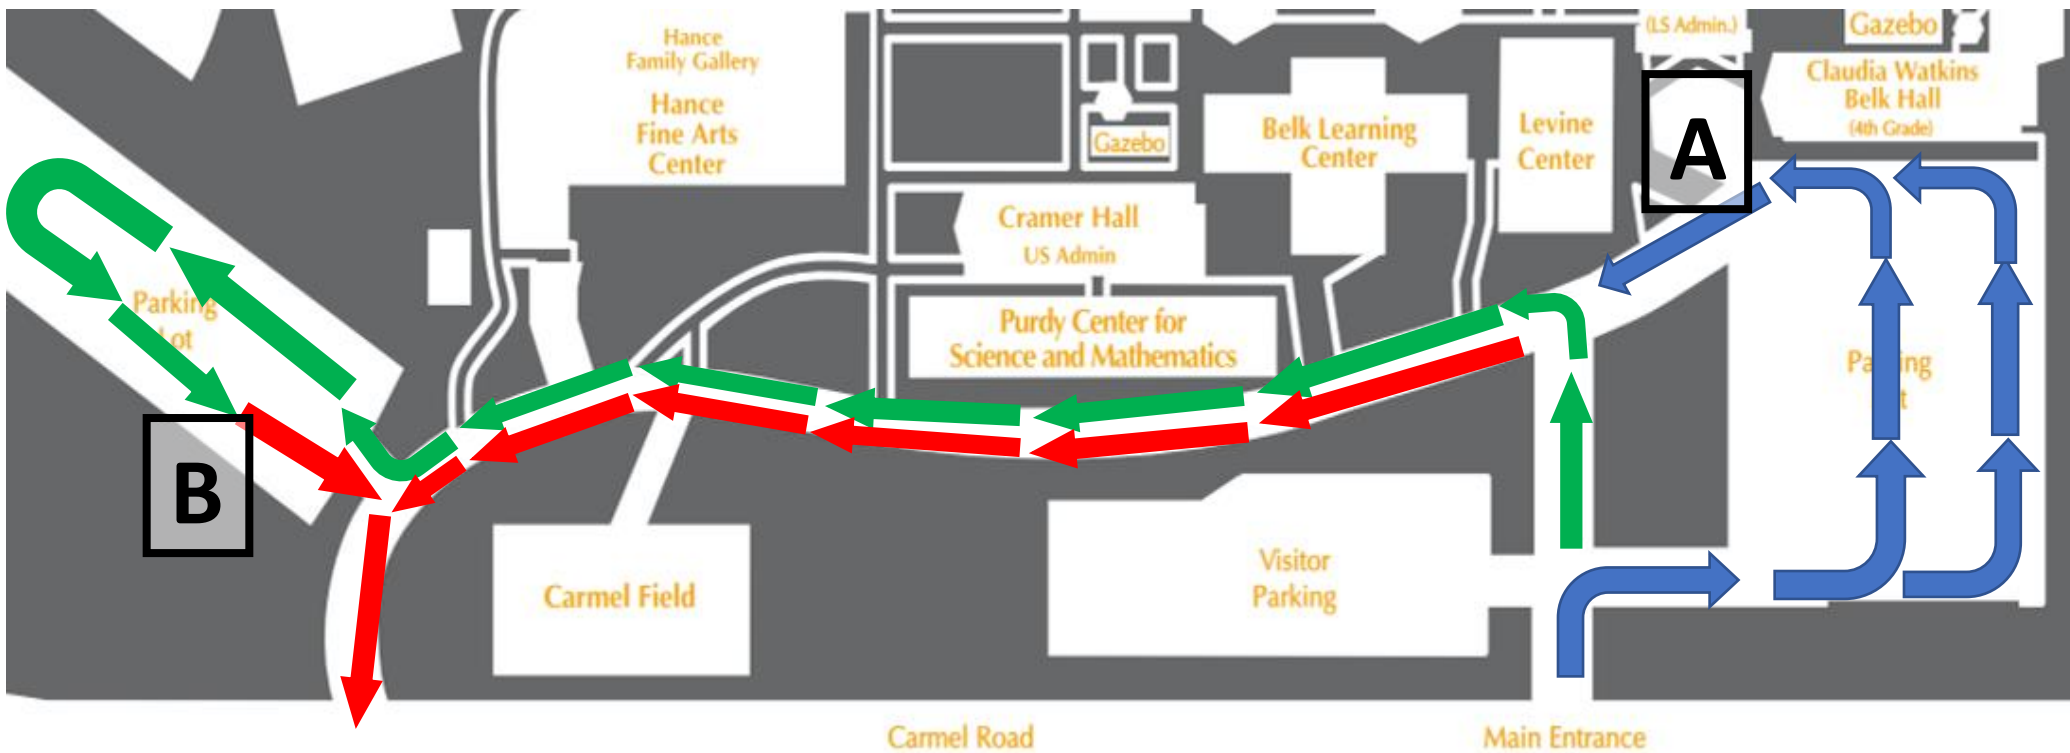 Hance
Family Gallery
Hance
Fine Arts
Center
Gazebo
Belk Learning
Center
Levine
Center
(LS Admin.)
A
Gazebo
Claudia Watkins
Belk Hall
(4th Grade)
Cramer Hall
US Admin
Purdy Center for
Science and Mathematics
Parking
Lot
B
Carmel Field
Visitor
Parking
Carmel Road
Main Entrance